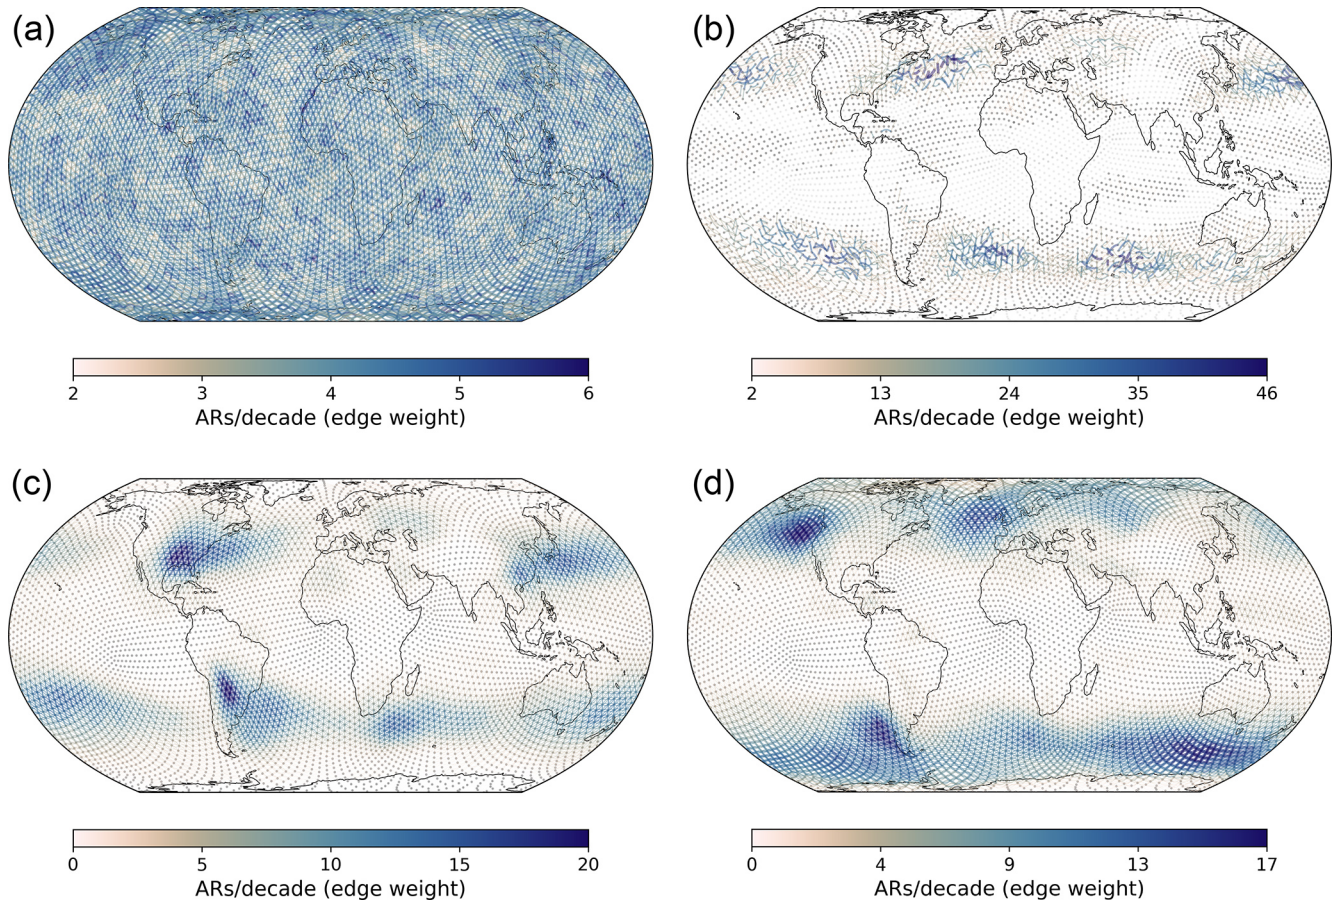 (a)
(b)
2 3 4 5 6
ARs/decade (edge weight)
2 13 24 35 46
ARs/decade (edge weight)
(c)
(d)
0 5 10 15 20
ARs/decade (edge weight)
0 4 9 13 17
ARs/decade (edge weight)